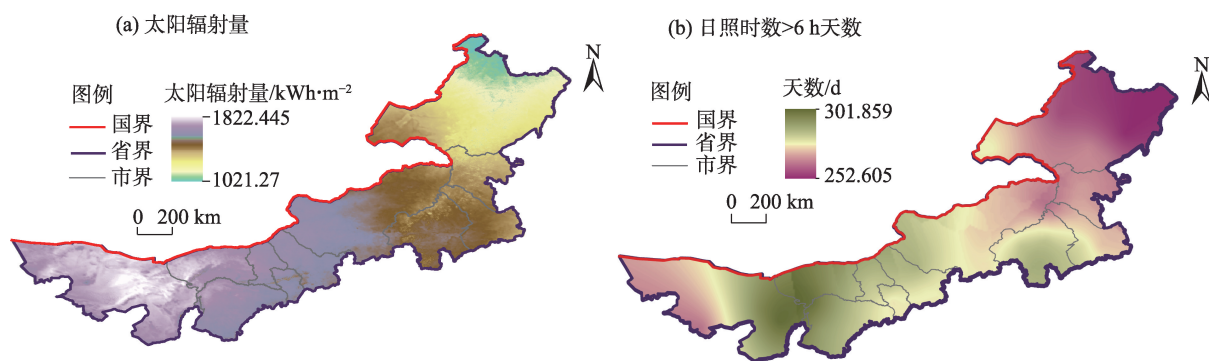 (a) 太阳辐射量
N
图例
国界
省界
市界
太阳辐射量/kWh·m⁻²
1822.445
1021.27
0 200 km
(b) 日照时数>6 h天数
N
图例
国界
省界
市界
天数/d
301.859
252.605
0 200 km